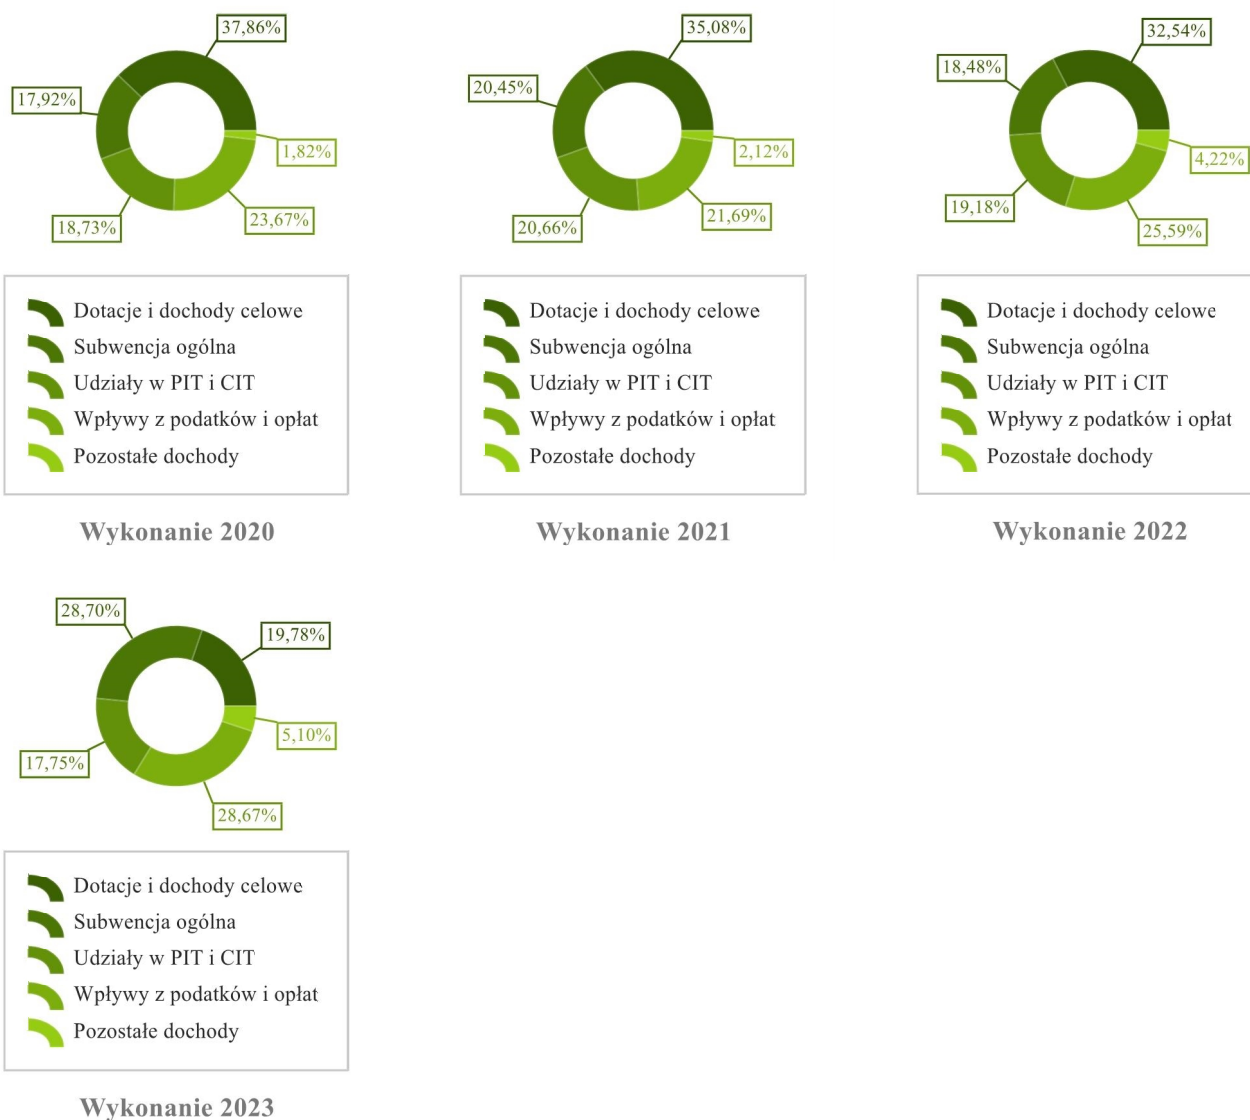 37,86%
17,92%
1,82%
18,73%
23,67%
Dotacje i dochody celowe
Subwencja ogólna
Udziały w PIT i CIT
Wpływy z podatków i opłat
Pozostałe dochody
Wykonanie 2020
35,08%
20,45%
2,12%
20,66%
21,69%
Dotacje i dochody celowe
Subwencja ogólna
Udziały w PIT i CIT
Wpływy z podatków i opłat
Pozostałe dochody
Wykonanie 2021
32,54%
18,48%
4,22%
19,18%
25,59%
Dotacje i dochody celowe
Subwencja ogólna
Udziały w PIT i CIT
Wpływy z podatków i opłat
Pozostałe dochody
Wykonanie 2022
28,70%
19,78%
5,10%
17,75%
28,67%
Dotacje i dochody celowe
Subwencja ogólna
Udziały w PIT i CIT
Wpływy z podatków i opłat
Pozostałe dochody
Wykonanie 2023